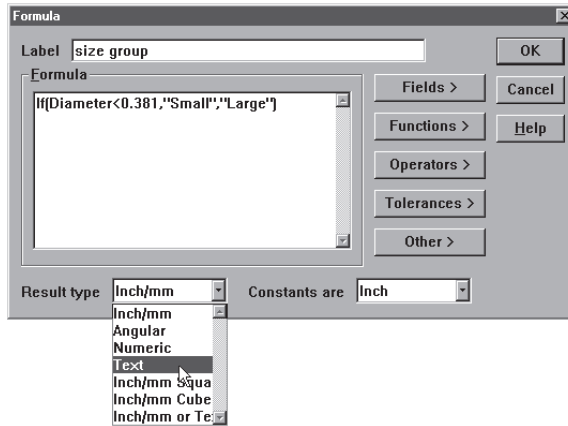 Formula
Label size group
OK
Formula
Fields >
Cancel
If(Diameter<0.381,"Small","Large")
Functions >
Help
Operators >
Tolerances >
Other >
Result type Inch/mm Constants are Inch
Inch/mm
Angular
Numeric
Text
Inch/mm Squa
Inch/mm Cube
Inch/mm or Te